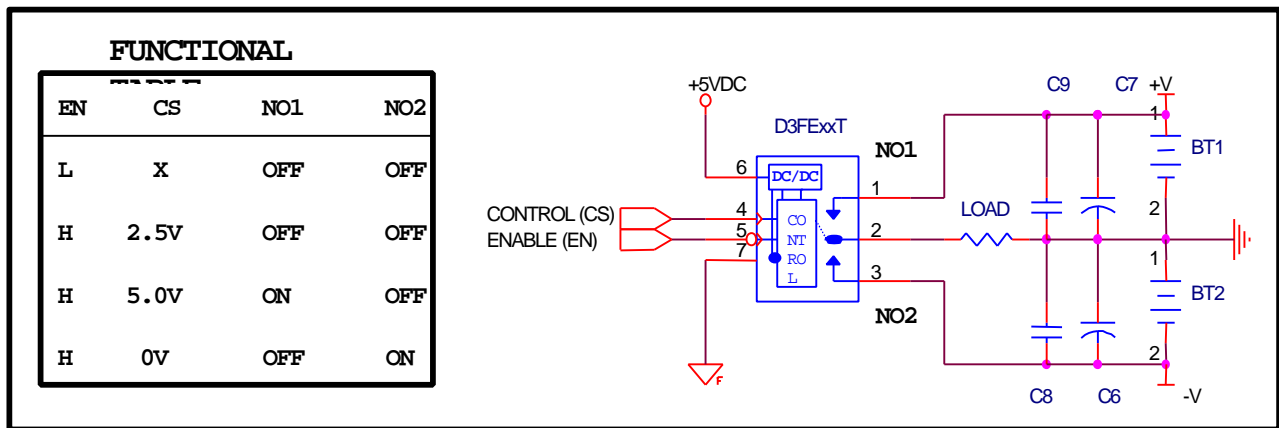 FUNCTIONAL
EN CS NO1 NO2
L X OFF OFF
H 2.5V OFF OFF
H 5.0V ON OFF
H 0V OFF ON
+5VDC
D3FExxT
NO1
6
DC/DC
1
CONTROL (CS)
4
CO
ENABLE (EN)
5
NT
2
LOAD
7
RO
L
3
NO2
F
C9 C7 +V
1
BT1
2
1
BT2
2
C8 C6 -V